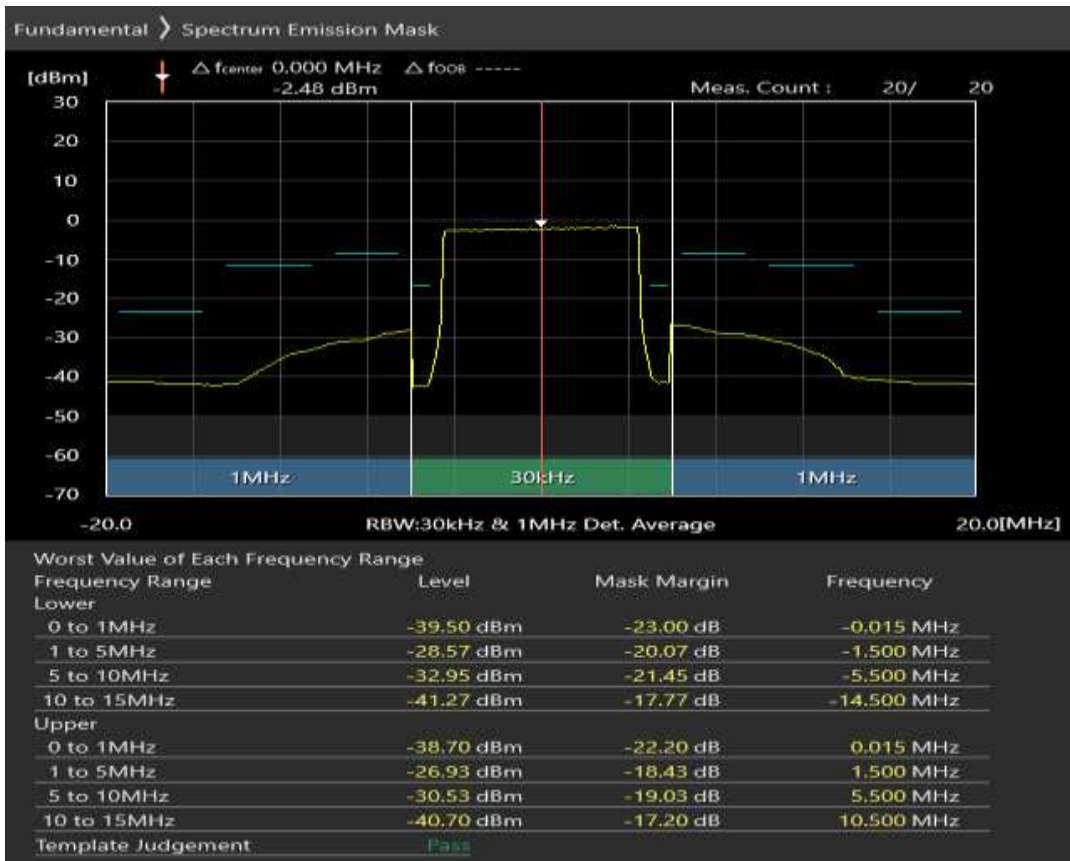 Fundamental 〉 Spectrum Emission Mask
[dBm] △ fcenter 0.000 MHz △ fOOB -----
-2.48 dBm Meas. Count : 20/ 20
30
20
10
0
-10
-20
-30
-40
-50
-60
-70
1MHz 30kHz 1MHz
-20.0 RBW:30kHz & 1MHz Det. Average 20.0[MHz]
Worst Value of Each Frequency Range
Frequency Range Level Mask Margin Frequency
Lower
0 to 1MHz -39.50 dBm -23.00 dB -0.015 MHz
1 to 5MHz -28.57 dBm -20.07 dB -1.500 MHz
5 to 10MHz -32.95 dBm -21.45 dB -5.500 MHz
10 to 15MHz -41.27 dBm -17.77 dB -14.500 MHz
Upper
0 to 1MHz -38.70 dBm -22.20 dB 0.015 MHz
1 to 5MHz -26.93 dBm -18.43 dB 1.500 MHz
5 to 10MHz -30.53 dBm -19.03 dB 5.500 MHz
10 to 15MHz -40.70 dBm -17.20 dB 10.500 MHz
Template Judgement Pass